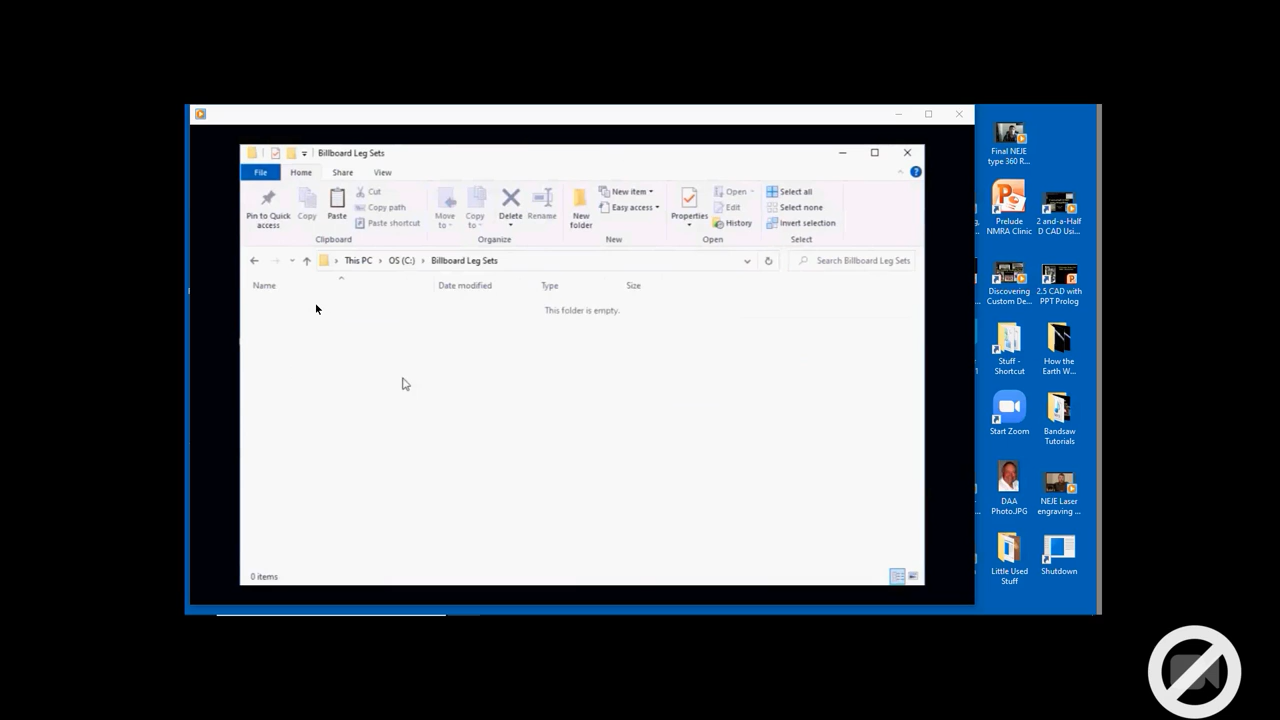 Billboard Leg Sets
File
Home
Share
View
Pin to Quick
access
Copy
Paste
Cut
Copy path
Paste shortcut
Move
to
Copy
to
Delete
Rename
New
folder
New item
Easy access
Properties
Open
Edit
History
Select all
Select none
Invert selection
Clipboard
Organize
New
Open
Select
This PC
OS (C:)
Billboard Leg Sets
Search Billboard Leg Sets
Name
Date modified
Type
Size
This folder is empty.
0 items
Final NEJE
type 360 R...
Prelude
NMRA Clinic
2 and-a-Half
D CAD Usi...
Discovering
Custom De...
2.5 CAD with
PPT Prolog
Stuff -
Shortcut
How the
Earth W...
Start Zoom
Bandsaw
Tutorials
DAA
Photo.JPG
NEJE Laser
engraving ...
Little Used
Stuff
Shutdown